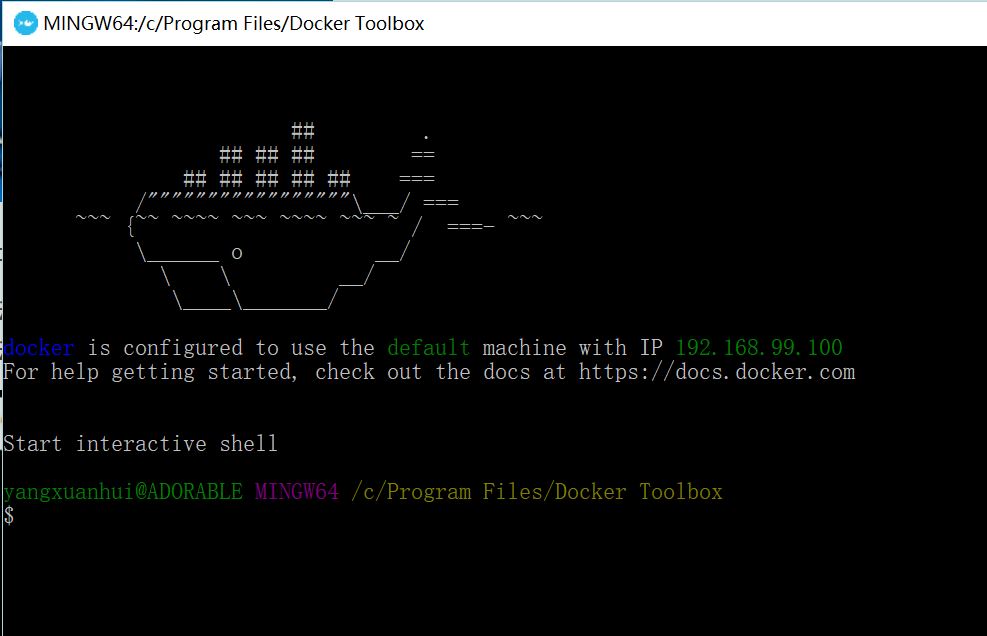 MINGW64:/c/Program Files/Docker Toolbox
##         .
## ## ##        ==
## ## ## ## ##    ===
/"""""""""""""""""\___/ ===
~~~ {~~ ~~~~ ~~~ ~~~~ ~~~ ~ /  ===- ~~~
\______ o           __/
\    \         __/
\____\_______/
docker is configured to use the default machine with IP 192.168.99.100
For help getting started, check out the docs at https://docs.docker.com
Start interactive shell
yangxuanhui@ADORABLE MINGW64 /c/Program Files/Docker Toolbox
$